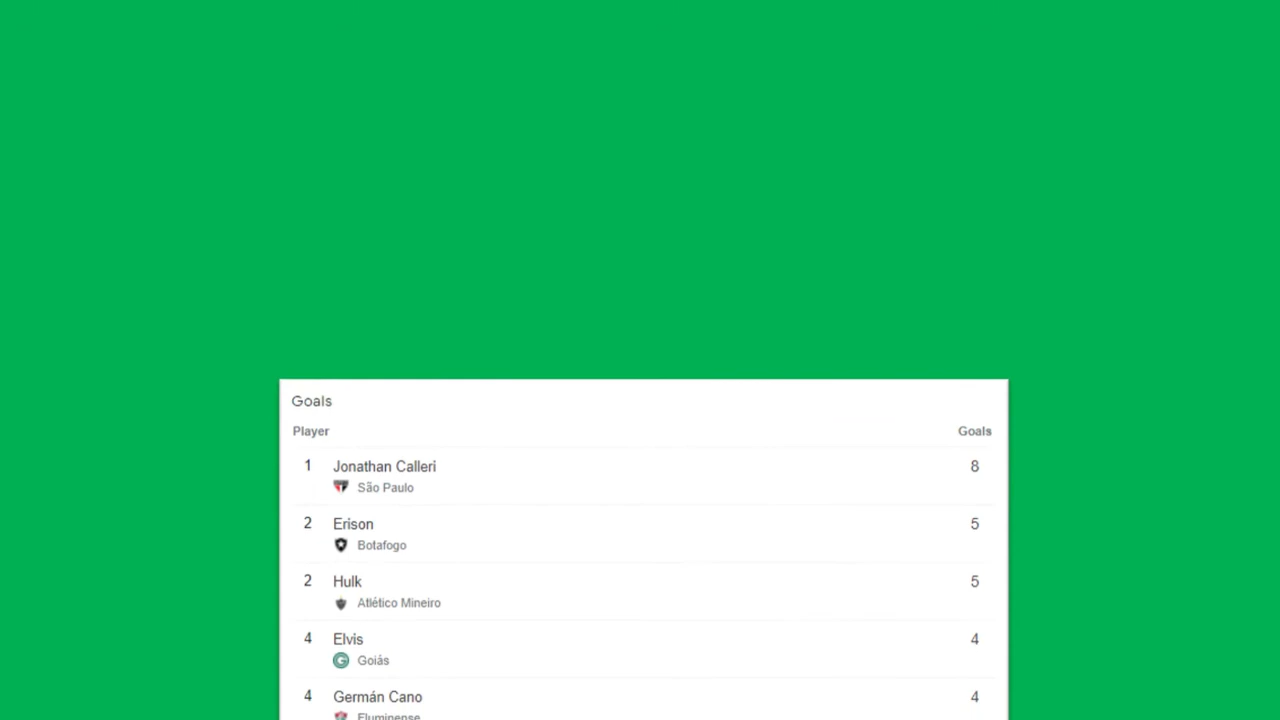 Goals
Player Goals
1 Jonathan Calleri 8
São Paulo
2 Erison 5
Botafogo
2 Hulk 5
Atlético Mineiro
4 Elvis 4
Goiás
4 Germán Cano 4
Fluminense